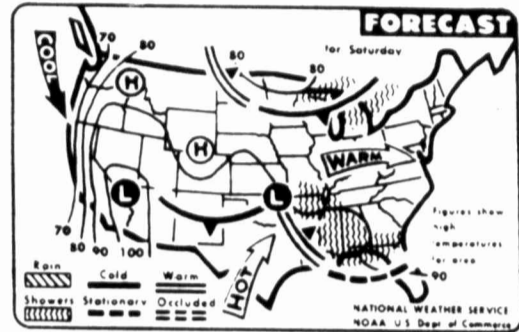 FORECAST
for Saturday
COOL
70
80
80
80
H
H
L
L
WARM
HOT
70
80
90
100
90
Figures show
high
temperatures
for area
Rain
Cold
Warm
Showers
Stationary
Occluded
NATIONAL WEATHER SERVICE
NOAA U S Dept of Commerce